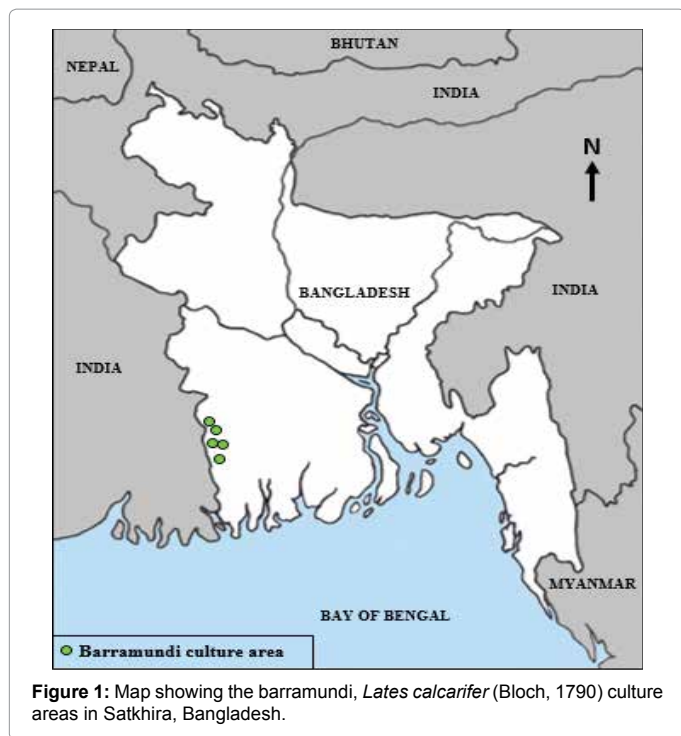 BHUTAN
NEPAL
INDIA
N
BANGLADESH
INDIA
INDIA
MYANMAR
BAY OF BENGAL
Barramundi culture area
Figure 1: Map showing the barramundi, Lates calcarifer (Bloch, 1790) culture
areas in Satkhira, Bangladesh.